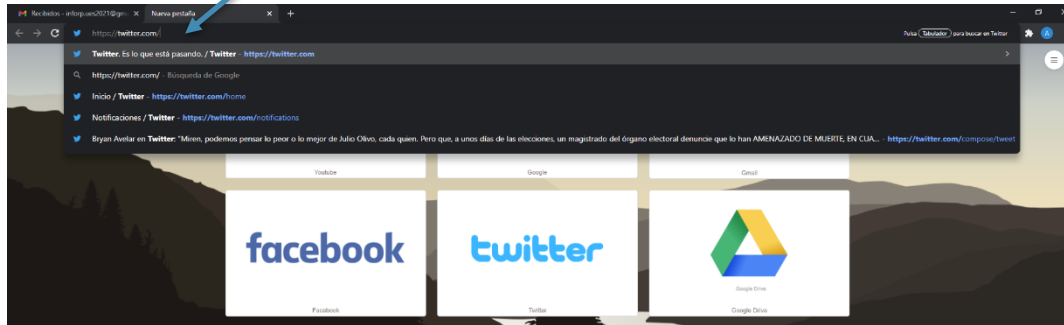 Recibidos - inforp.ues2021@gm
Nueva pestaña
https://twitter.com/
Pulsa Tabulador para buscar en Twitter
A
Twitter. Es lo que está pasando. / Twitter - https://twitter.com
https://twitter.com/ - Búsqueda de Google
Inicio / Twitter - https://twitter.com/home
Notificaciones / Twitter - https://twitter.com/notifications
Bryan Avelar en Twitter: "Miren, podemos pensar lo peor o lo mejor de Julio Olivo, cada quien. Pero que, a unos días de las elecciones, un magistrado del órgano electoral denuncie que lo han AMENAZADO DE MUERTE, EN CUA... - https://twitter.com/compose/tweet
Youtube
Google
Gmail
facebook
twitter
Google Drive
Facebook
Twitter
Google Drive